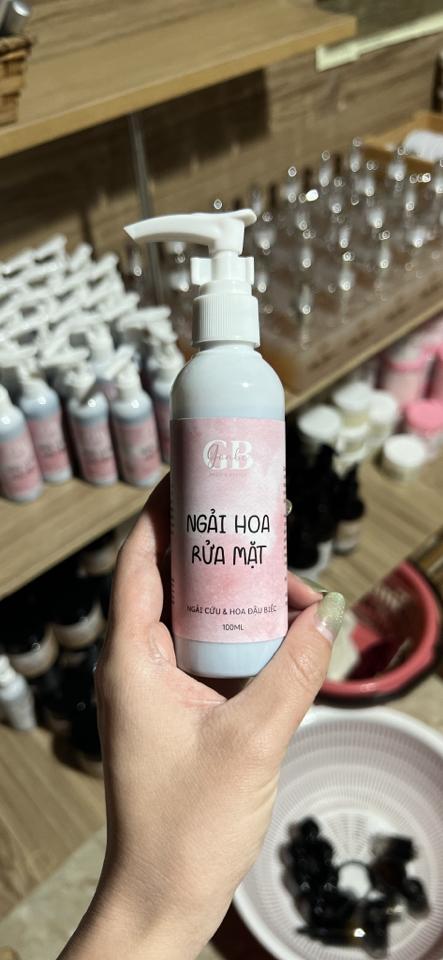 GB
NGẢI HOA
RỬA MẶT
NGẢI CỨU & HOA ĐẬU BIẾC
100ML